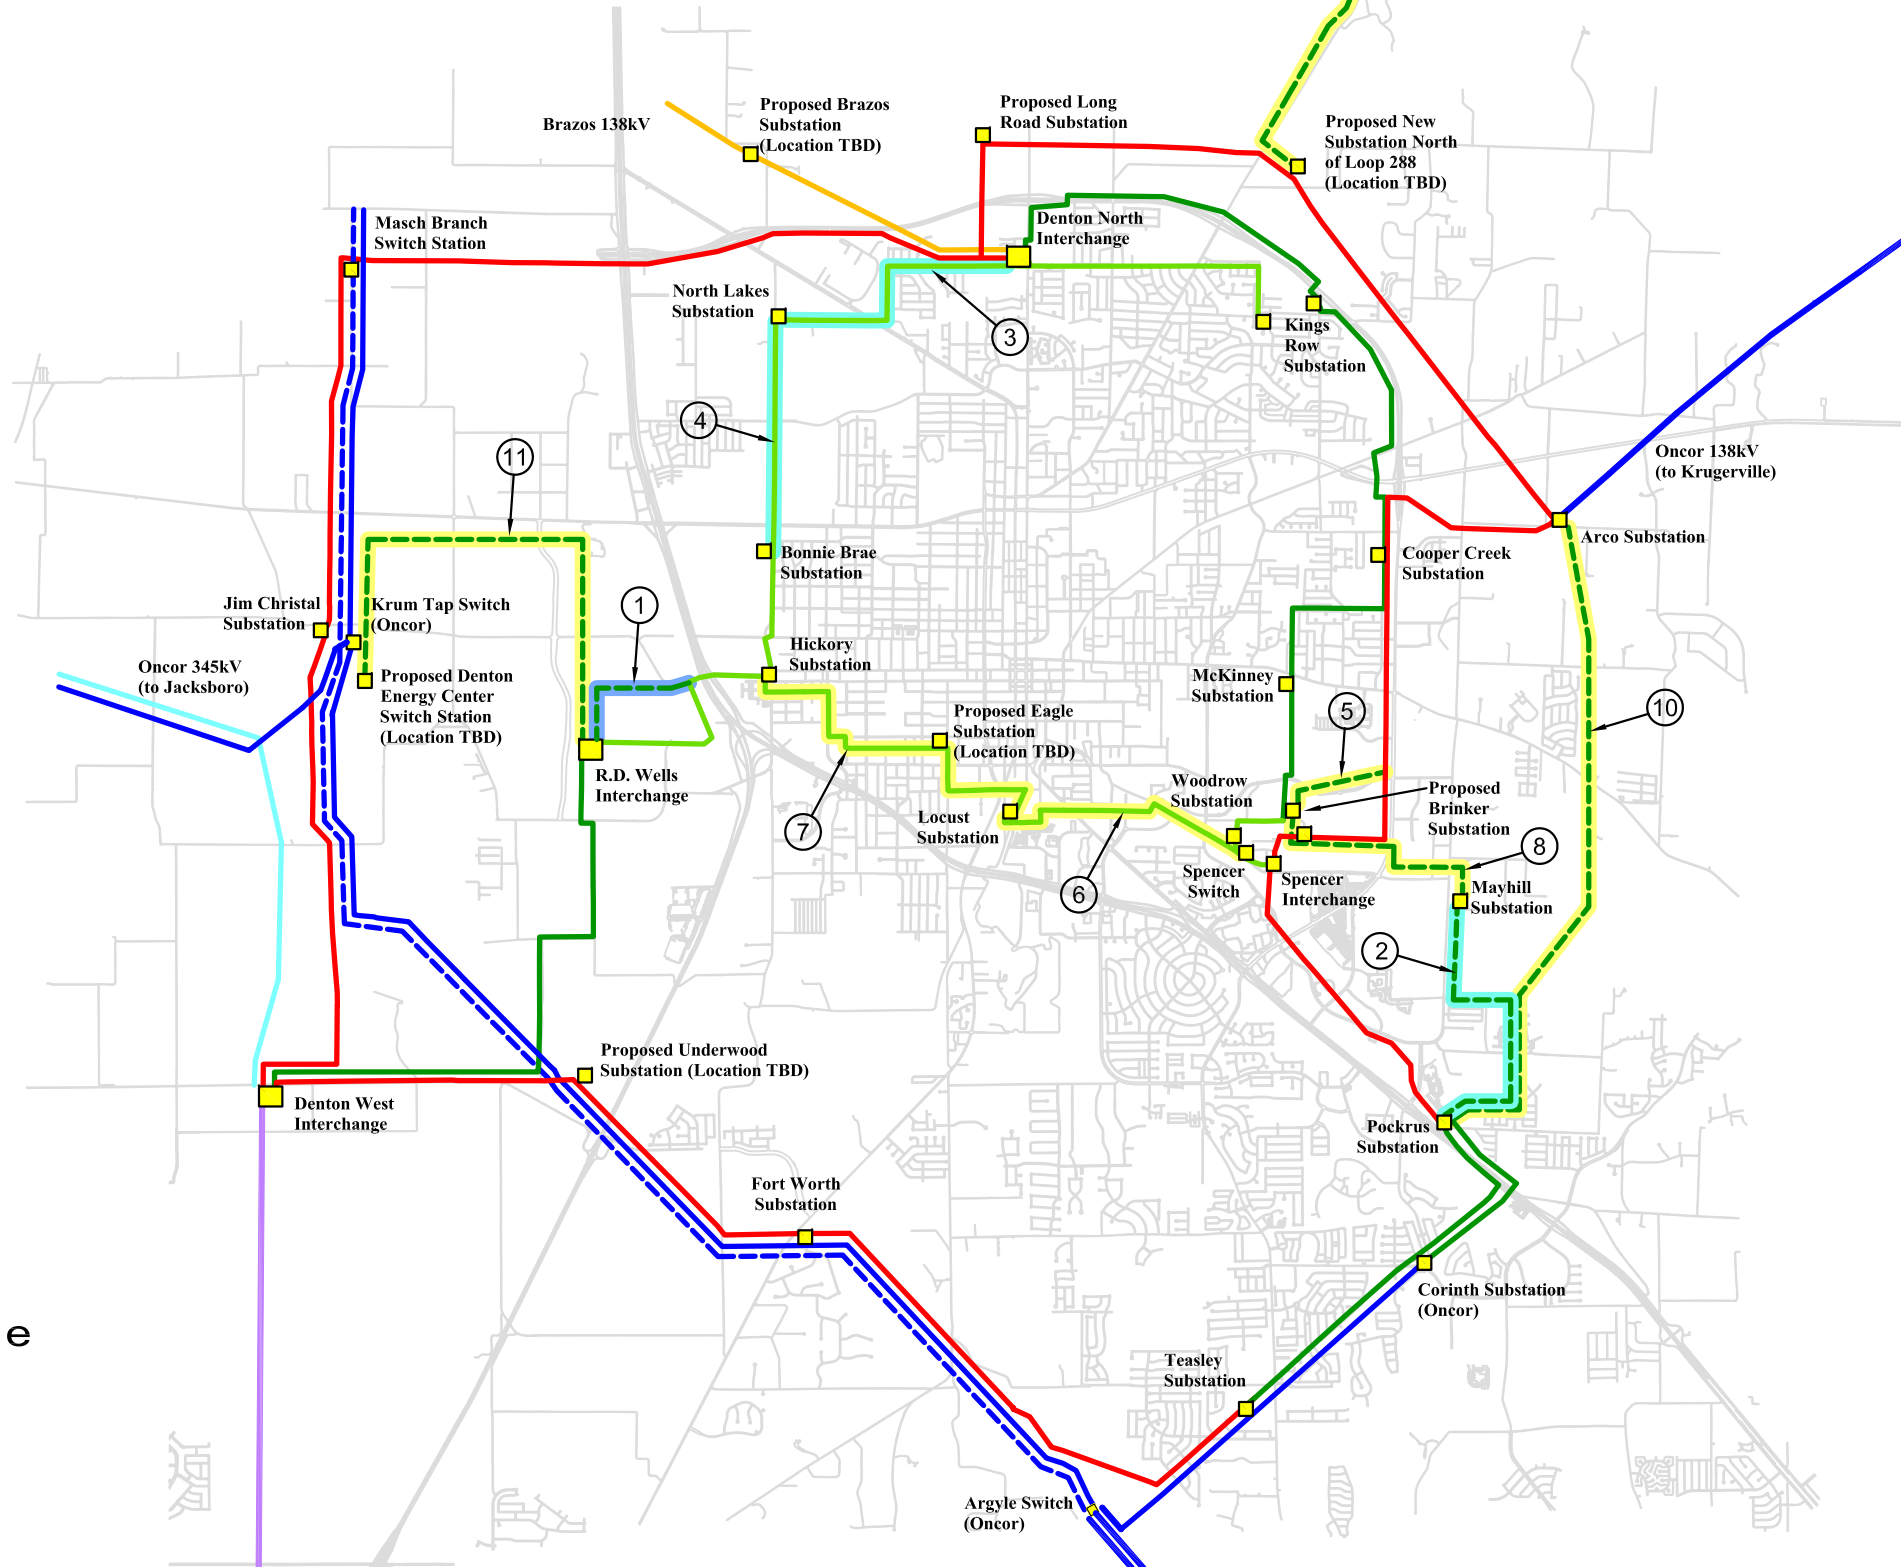 Brazos 138kV
Proposed Brazos
Substation
(Location TBD)
Proposed Long
Road Substation
Proposed New
Substation North
of Loop 288
(Location TBD)
Masch Branch
Switch Station
Denton North
Interchange
North Lakes
Substation
3
Kings
Row
Substation
4
11
Oncor 138kV
(to Krugerville)
Arco Substation
Bonnie Brae
Substation
Cooper Creek
Substation
Jim Christal
Substation
Krum Tap Switch
(Oncor)
1
Hickory
Substation
Oncor 345kV
(to Jacksboro)
Proposed Denton
Energy Center
Switch Station
(Location TBD)
McKinney
Substation
5
10
Proposed Eagle
Substation
(Location TBD)
R.D. Wells
Interchange
Woodrow
Substation
Proposed
Brinker
Substation
7
Locust
Substation
8
6
Spencer
Switch
Spencer
Interchange
Mayhill
Substation
2
Proposed Underwood
Substation (Location TBD)
Denton West
Interchange
Pockrus
Substation
Fort Worth
Substation
Corinth Substation
(Oncor)
e
Teasley
Substation
Argyle Switch
(Oncor)